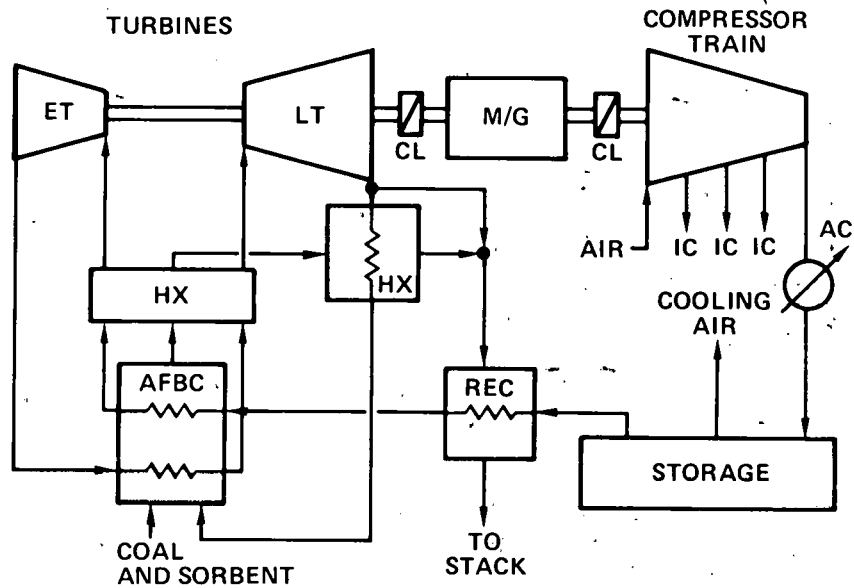 TURBINES
COMPRESSOR
TRAIN
ET
LT
CL
M/G
CL
AIR
IC
IC
IC
AC
HX
HX
COOLING
AIR
AFBC
REC
STORAGE
COAL
AND SORBENT
TO
STACK